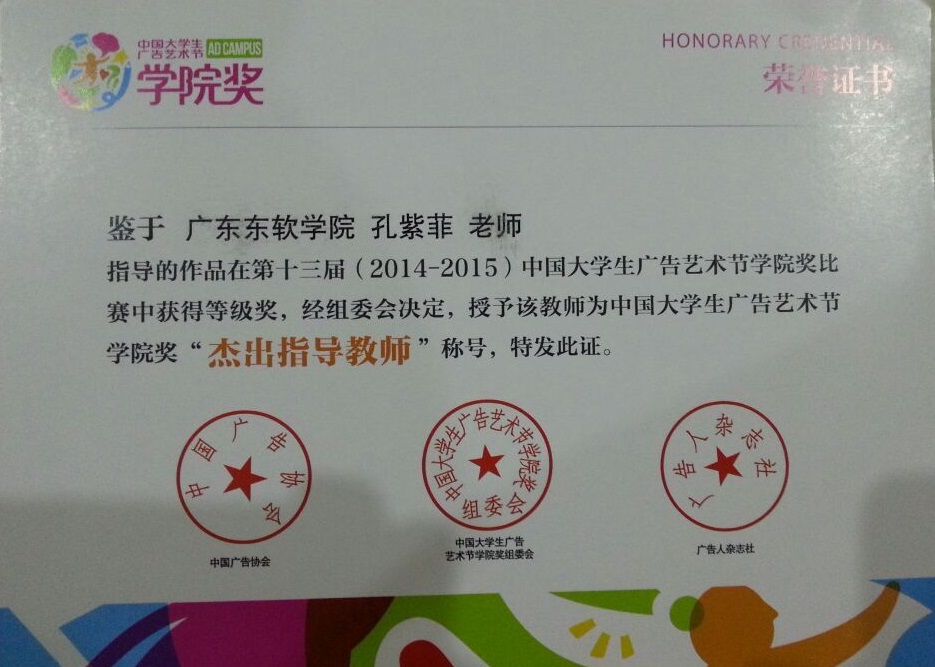 中国大学生
广告艺术节 AD CAMPUS
学院奖
HONORARY CREDENTIAL
荣誉证书
鉴于 广东东软学院 孔紫菲 老师
指导的作品在第十三届（2014-2015）中国大学生广告艺术节学院奖比
赛中获得等级奖，经组委会决定，授予该教师为中国大学生广告艺术节
学院奖“杰出指导教师”称号，特发此证。
中国广告协会
中国大学生广告艺术节学院奖
组委会
广告人杂志社
中国广告协会
中国大学生广告
艺术节学院奖组委会
广告人杂志社